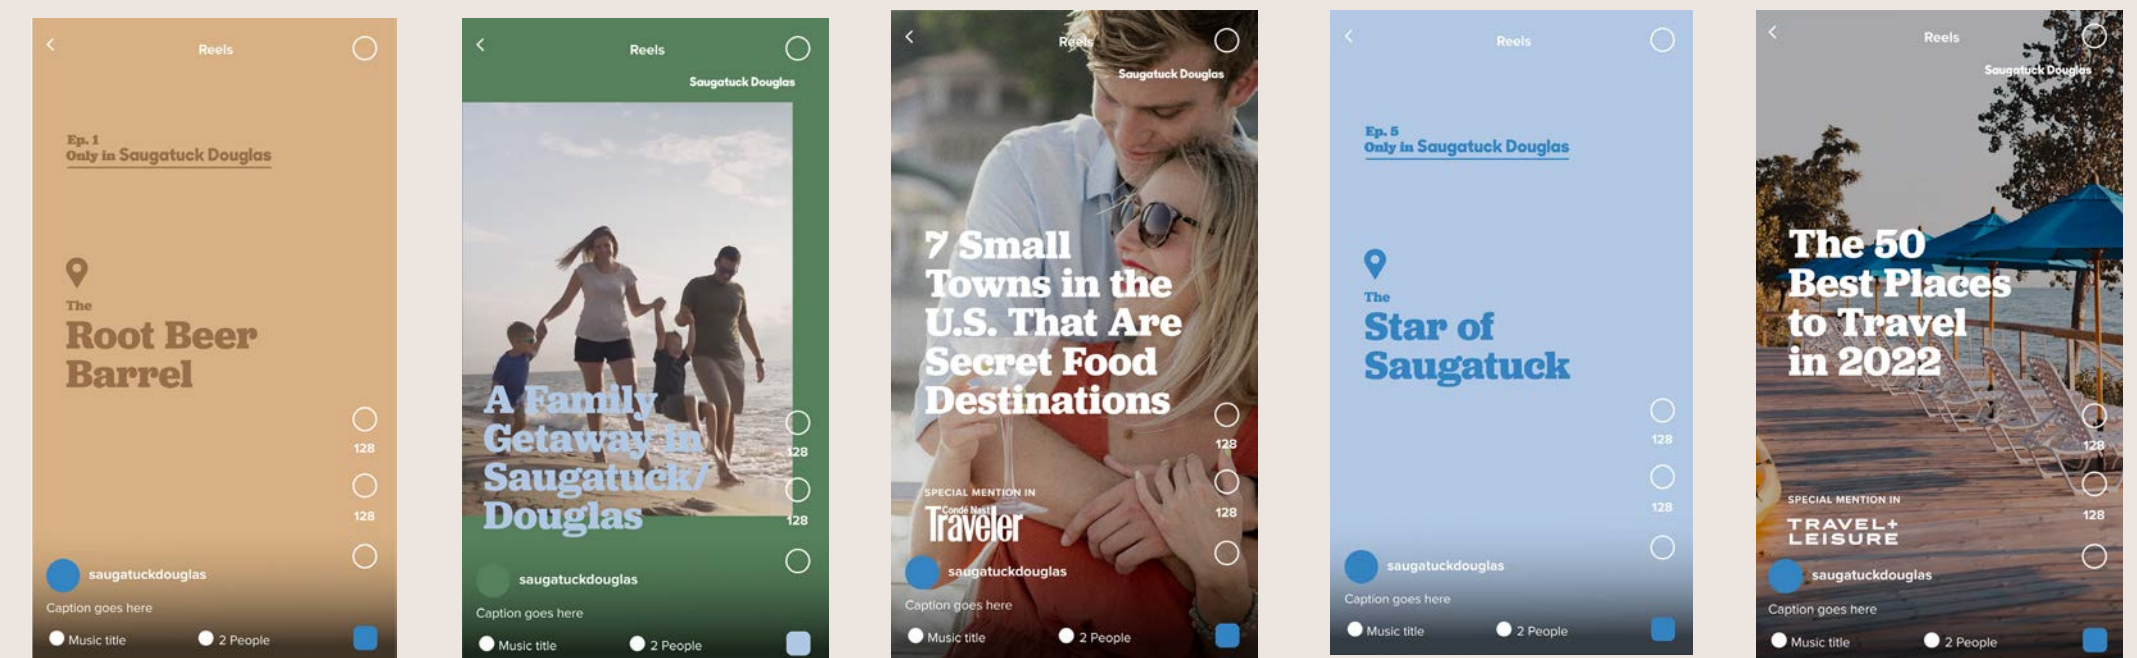 Reels
Ep. 1
Only in Saugatuck Douglas
The
Root Beer
Barrel
128
128
saugatuckdouglas
Caption goes here
Music title
2 People
Reels
Saugatuck Douglas
A Family
Getaway in
Saugatuck/
Douglas
128
128
saugatuckdouglas
Caption goes here
Music title
2 People
Reels
Saugatuck Douglas
7 Small
Towns in the
U.S. That Are
Secret Food
Destinations
128
SPECIAL MENTION IN
Condé Nast
Traveler
128
saugatuckdouglas
Caption goes here
Music title
2 People
Reels
Ep. 5
Only in Saugatuck Douglas
The
Star of
Saugatuck
128
128
saugatuckdouglas
Caption goes here
Music title
2 People
Reels
Saugatuck Douglas
The 50
Best Places
to Travel
in 2022
128
SPECIAL MENTION IN
128
TRAVEL+
LEISURE
saugatuckdouglas
Caption goes here
Music title
2 People